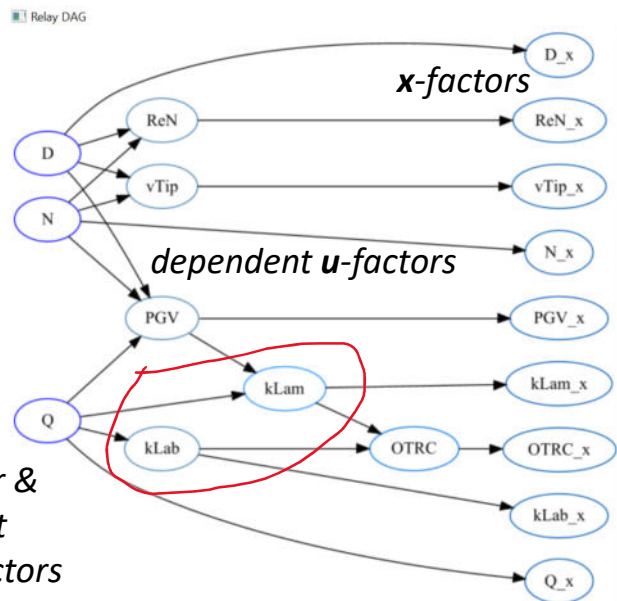 Relay DAG
D_x
x-factors
ReN
ReN_x
D
vTip
vTip_x
N
N_x
dependent u-factors
PGV
PGV_x
kLam
kLam_x
Q
kLab
OTRC
OTRC_x
r &
t
kLab_x
ctors
Q_x